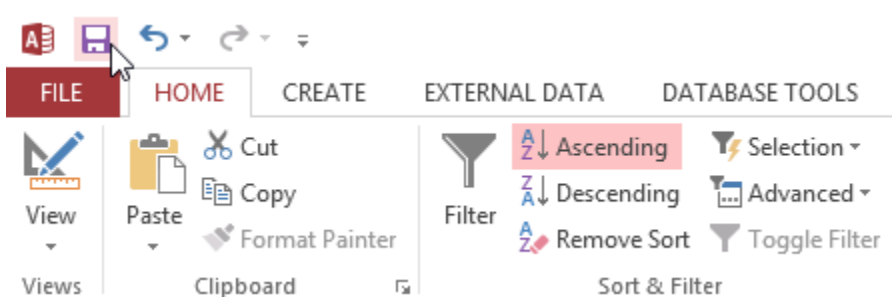 FILE HOME CREATE EXTERNAL DATA DATABASE TOOLS
View
Paste
Cut
Copy
Format Painter
Filter
Ascending
Descending
Remove Sort
Selection
Advanced
Toggle Filter
Views Clipboard Sort & Filter